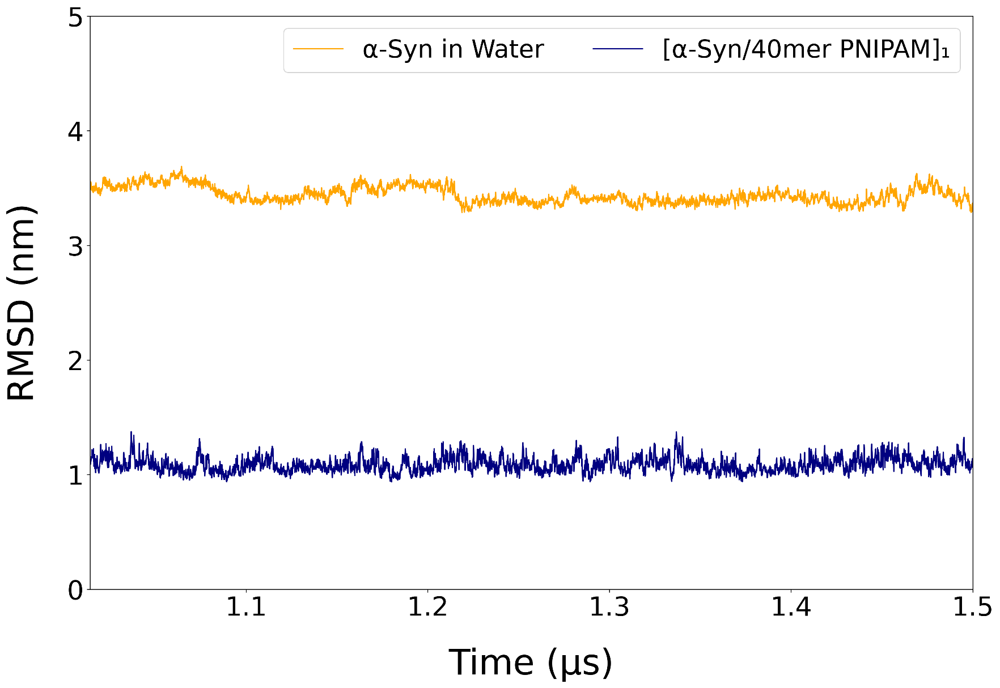 α-Syn in Water
[α-Syn/40mer PNIPAM]₁
RMSD (nm)
5
4
3
2
1
0
1.1
1.2
1.3
1.4
1.5
Time (μs)